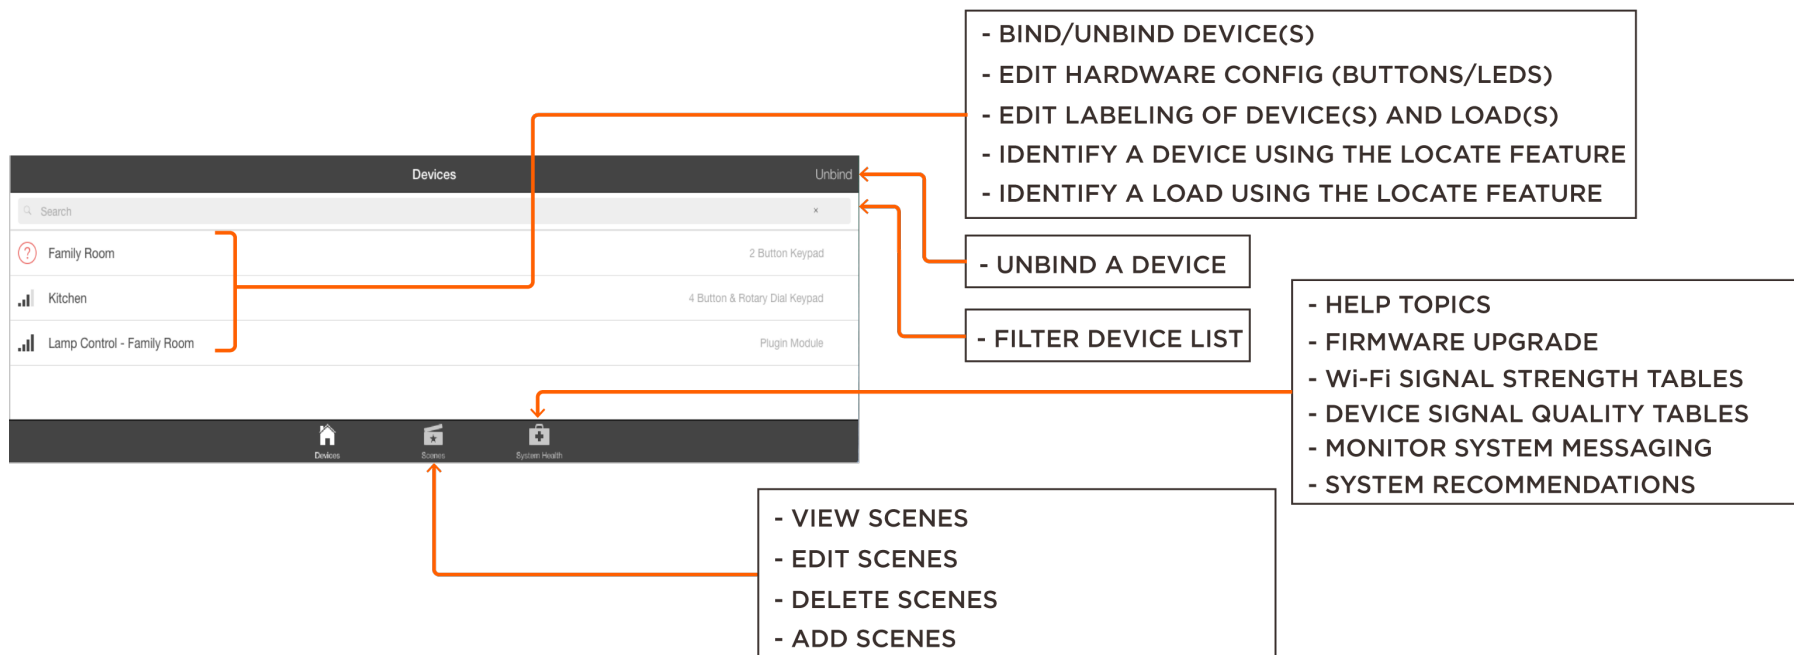 - BIND/UNBIND DEVICE(S)
- EDIT HARDWARE CONFIG (BUTTONS/LEDS)
- EDIT LABELING OF DEVICE(S) AND LOAD(S)
- IDENTIFY A DEVICE USING THE LOCATE FEATURE
- IDENTIFY A LOAD USING THE LOCATE FEATURE
Devices
Unbind
Search
Family Room
2 Button Keypad
Kitchen
4 Button & Rotary Dial Keypad
Lamp Control - Family Room
Plugin Module
Devices
Scenes
System Health
- UNBIND A DEVICE
- FILTER DEVICE LIST
- HELP TOPICS
- FIRMWARE UPGRADE
- Wi-Fi SIGNAL STRENGTH TABLES
- DEVICE SIGNAL QUALITY TABLES
- MONITOR SYSTEM MESSAGING
- SYSTEM RECOMMENDATIONS
- VIEW SCENES
- EDIT SCENES
- DELETE SCENES
- ADD SCENES